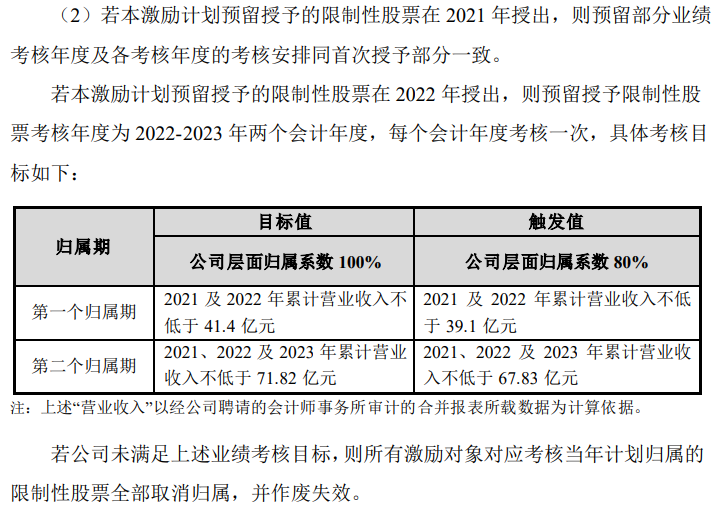 （2）若本激励计划预留授予的限制性股票在 2021 年授出，则预留部分业绩
考核年度及各考核年度的考核安排同首次授予部分一致。
若本激励计划预留授予的限制性股票在 2022 年授出，则预留授予限制性股
票考核年度为 2022-2023 年两个会计年度，每个会计年度考核一次，具体考核目
标如下：
归属期
目标值
触发值
公司层面归属系数 100%
公司层面归属系数 80%
第一个归属期
2021 及 2022 年累计营业收入不
低于 41.4 亿元
2021 及 2022 年累计营业收入不低
于 39.1 亿元
第二个归属期
2021、2022 及 2023 年累计营业
收入不低于 71.82 亿元
2021、2022 及 2023 年累计营业收
入不低于 67.83 亿元
注：上述“营业收入”以经公司聘请的会计师事务所审计的合并报表所载数据为计算依据。
若公司未满足上述业绩考核目标，则所有激励对象对应考核当年计划归属的
限制性股票全部取消归属，并作废失效。